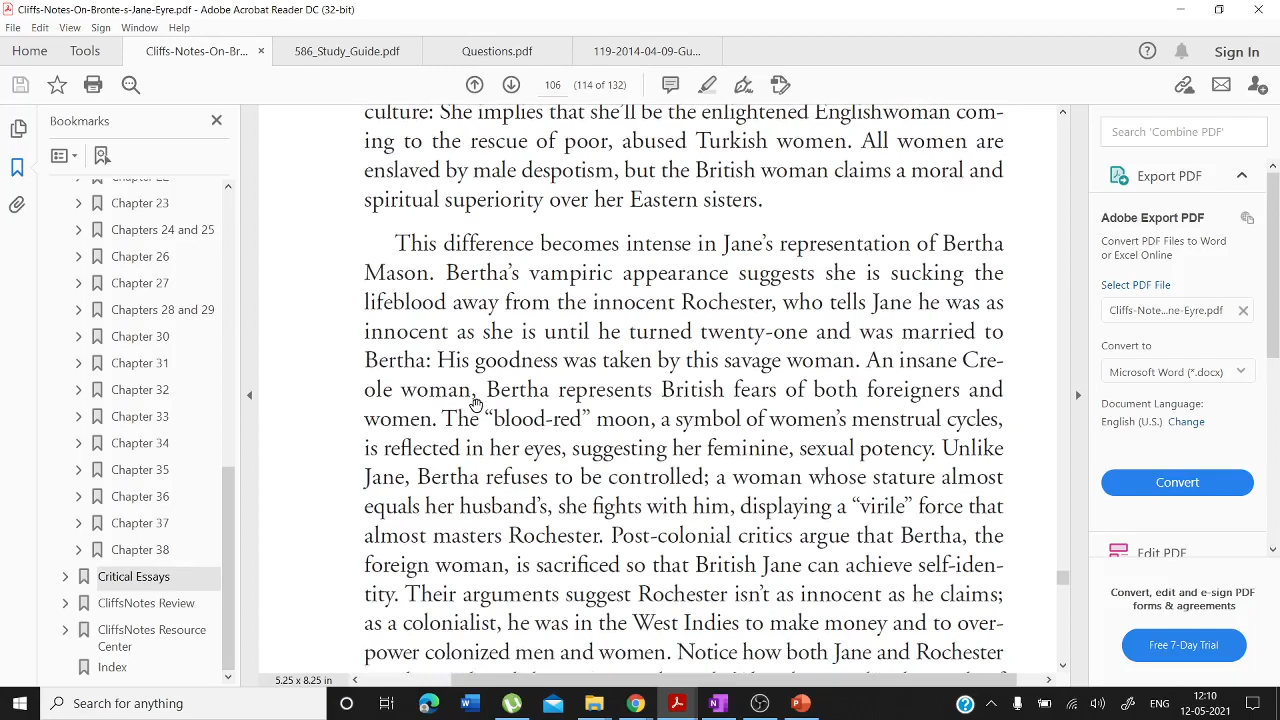 Cliffs-Notes-On-Bronte-s-Jane-Eyre.pdf - Adobe Acrobat Reader DC (32-bit)
File Edit View Sign Window Help
Home Tools Cliffs-Notes-On-Br... × 586_Study_Guide.pdf Questions.pdf 119-2014-04-09-Gu... Sign In
106 (114 of 132)
Bookmarks
Chapter 23
Chapters 24 and 25
Chapter 26
Chapter 27
Chapters 28 and 29
Chapter 30
Chapter 31
Chapter 32
Chapter 33
Chapter 34
Chapter 35
Chapter 36
Chapter 37
Chapter 38
Critical Essays
CliffsNotes Review
CliffsNotes Resource
Center
Index
culture: She implies that she'll be the enlightened Englishwoman com-
ing to the rescue of poor, abused Turkish women. All women are
enslaved by male despotism, but the British woman claims a moral and
spiritual superiority over her Eastern sisters.
This difference becomes intense in Jane's representation of Bertha
Mason. Bertha's vampiric appearance suggests she is sucking the
lifeblood away from the innocent Rochester, who tells Jane he was as
innocent as she is until he turned twenty-one and was married to
Bertha: His goodness was taken by this savage woman. An insane Cre-
ole woman, Bertha represents British fears of both foreigners and
women. The “blood-red” moon, a symbol of women's menstrual cycles,
is reflected in her eyes, suggesting her feminine, sexual potency. Unlike
Jane, Bertha refuses to be controlled; a woman whose stature almost
equals her husband's, she fights with him, displaying a “virile” force that
almost masters Rochester. Post-colonial critics argue that Bertha, the
foreign woman, is sacrificed so that British Jane can achieve self-iden-
tity. Their arguments suggest Rochester isn't as innocent as he claims;
as a colonialist, he was in the West Indies to make money and to over-
power colonized men and women. Notice how both Jane and Rochester
5.25 x 8.25 in
Search 'Combine PDF'
Export PDF
Adobe Export PDF
Convert PDF Files to Word
or Excel Online
Select PDF File
Cliffs-Note...ne-Eyre.pdf
Convert to
Microsoft Word (*.docx)
Document Language:
English (U.S.) Change
Convert
Edit PDF
Convert, edit and e-sign PDF
forms & agreements
Free 7-Day Trial
Search for anything
ENG
12:10
12-05-2021